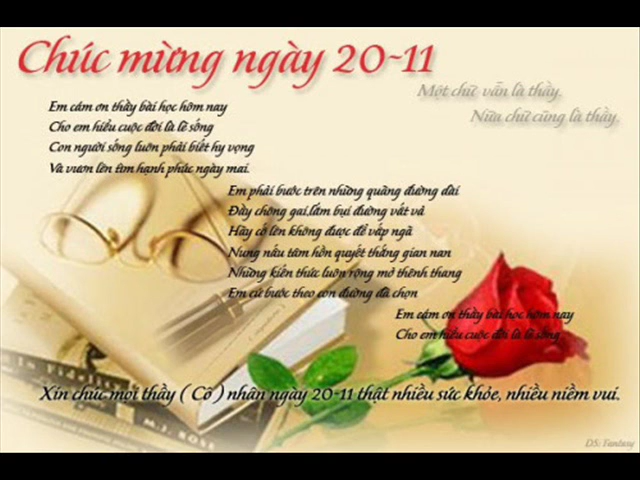 Chúc mừng ngày 20-11
Một chữ vẫn là thầy.
Nửa chữ cũng là thầy.
Em cám ơn thầy bài học hôm nay
Cho em hiểu cuộc đời là lẽ sống
Con người sống luôn phải biết hy vọng
Và vươn lên tìm hạnh phúc ngày mai.
Em phải bước trên những quãng đường dài
Đầy chông gai,lấm bụi đường vất vả
Hãy cố lên không được để vấp ngã
Nung nấu tâm hồn quyết thắng gian nan
Những kiến thức luôn rộng mở thênh thang
Em cứ bước theo con đường đã chọn
Em cám ơn thầy bài học hôm nay
Cho em hiểu cuộc đời là lẽ sống
Xin chúc mọi thầy ( Cô ) nhân ngày 20-11 thật nhiều sức khỏe, nhiều niềm vui.
M.J. ROSE
DS: Fantasy